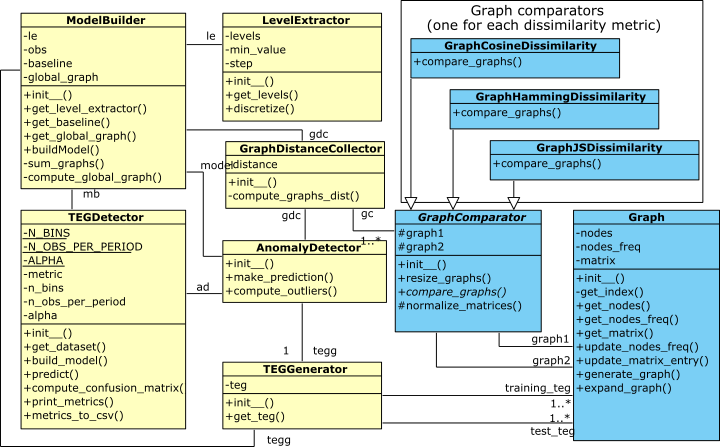 ModelBuilder
-le
-obs
-baseline
-global_graph
+init__()
+get_level_extractor()
+get_baseline()
+get_global_graph()
+buildModel()
-sum_graphs()
-compute_global_graph()
le
LevelExtractor
-levels
-min_value
-step
+init__()
+get_levels()
+discretize()
Graph comparators
(one for each dissimilarity metric)
GraphCosineDissimilarity
+compare_graphs()
GraphHammingDissimilarity
+compare_graphs()
GraphJSDissimilarity
+compare_graphs()
gdc
GraphDistanceCollector
-distance
+init__()
-compute_graphs_dist()
model
mb
gdc
gc
1..*
TEGDetector
-N_BINS
-N_OBS_PER_PERIOD
-ALPHA
-metric
-n_bins
-n_obs_per_period
-alpha
+init__()
+get_dataset()
+build_model()
+predict()
+compute_confusion_matrix(
+print_metrics()
+metrics_to_csv()
ad
AnomalyDetector
+init__()
+make_prediction()
+compute_outliers()
GraphComparator
#graph1
#graph2
+init__()
+resize_graphs()
+compare_graphs()
#normalize_matrices()
Graph
-nodes
-nodes_freq
-matrix
+init__()
-get_index()
+get_nodes()
+get_nodes_freq()
+get_matrix()
+update_nodes_freq()
+update_matrix_entry()
+generate_graph()
+expand_graph()
graph1
graph2
1
tegg
TEGGenerator
-teg
+init__()
+get_teg()
training_teg
1..*
1..*
test_teg
tegg